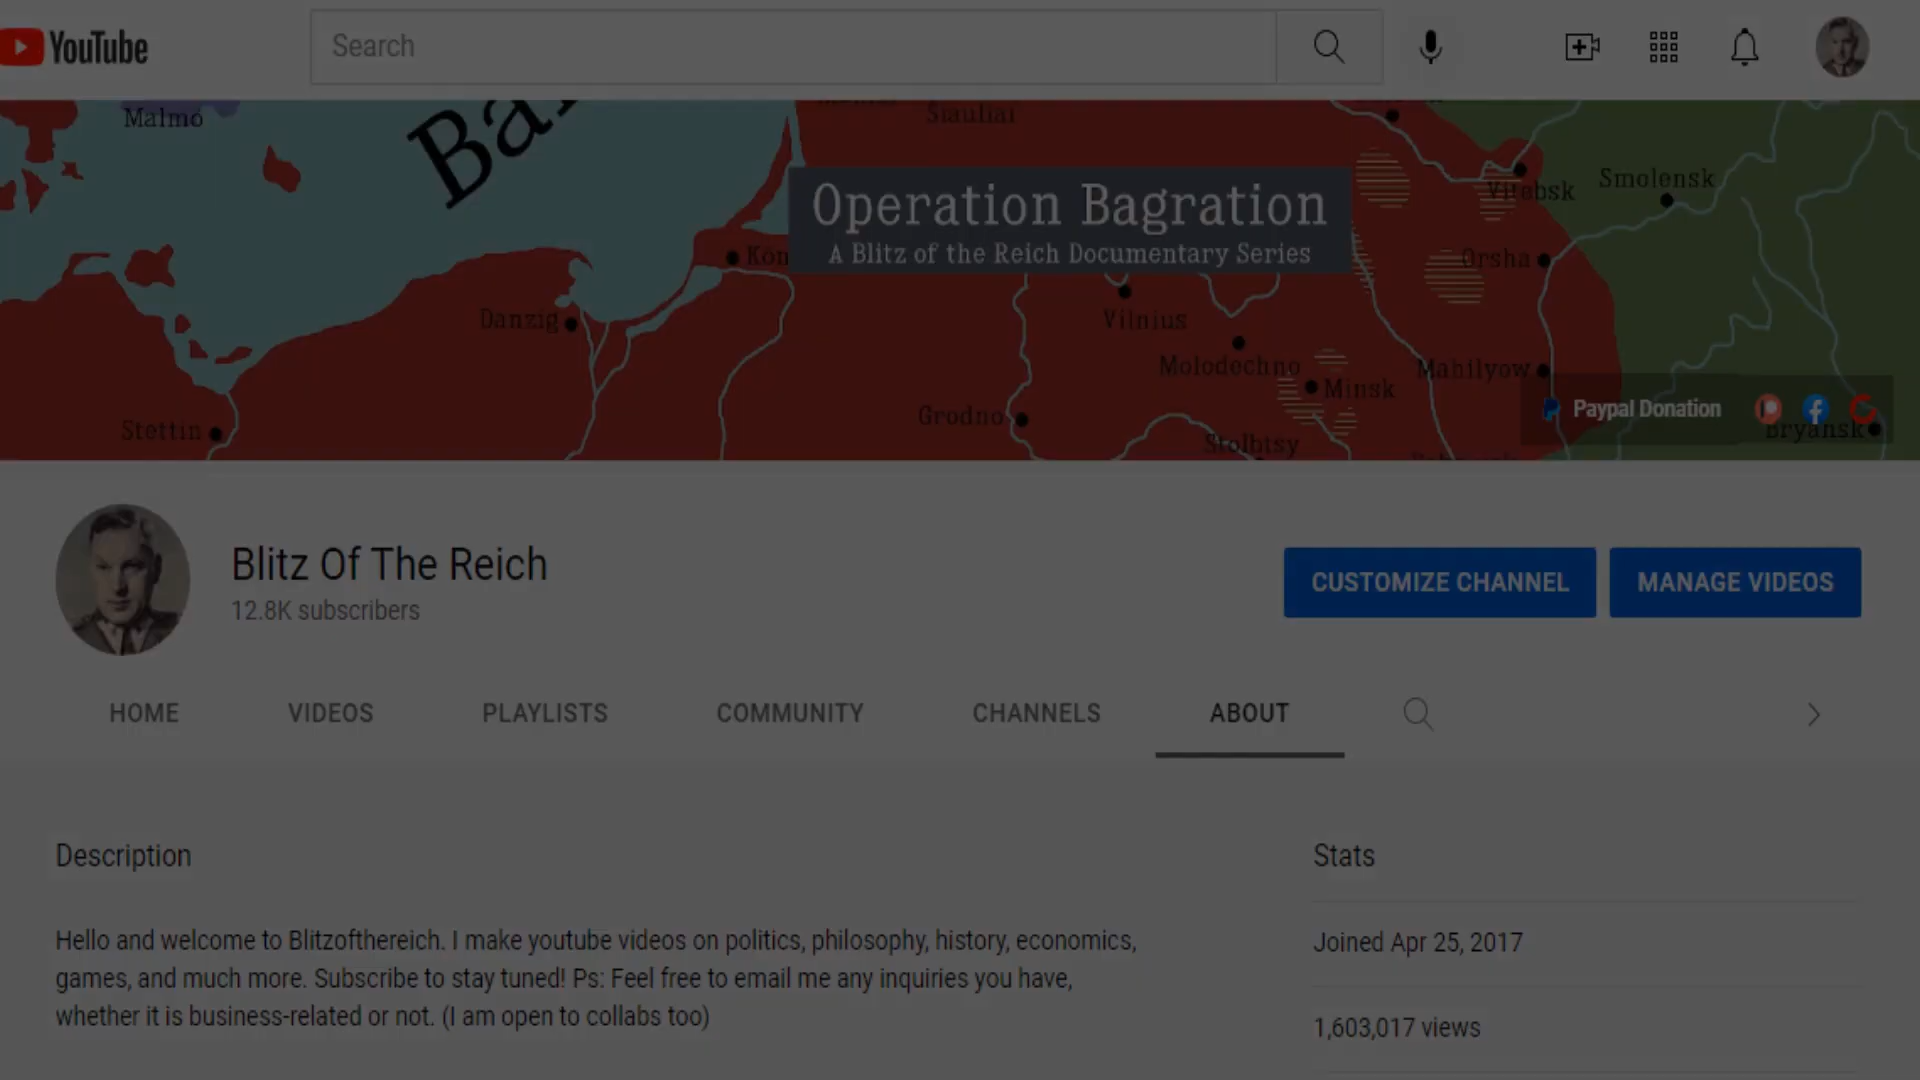 YouTube
Search
Malmö
Siauliai
Operation Bagration
A Blitz of the Reich Documentary Series
Vitebsk
Smolensk
Orsha
Danzig
Vilnius
Molodechno
Minsk
Mahilyow
Grodno
Stettin
Stolbtsy
Paypal Donation
Bryansk
Blitz Of The Reich
12.8K subscribers
CUSTOMIZE CHANNEL
MANAGE VIDEOS
HOME
VIDEOS
PLAYLISTS
COMMUNITY
CHANNELS
ABOUT
Description
Stats
Hello and welcome to Blitzofthereich. I make youtube videos on politics, philosophy, history, economics,
games, and much more. Subscribe to stay tuned! Ps: Feel free to email me any inquiries you have,
whether it is business-related or not. (I am open to collabs too)
Joined Apr 25, 2017
1,603,017 views